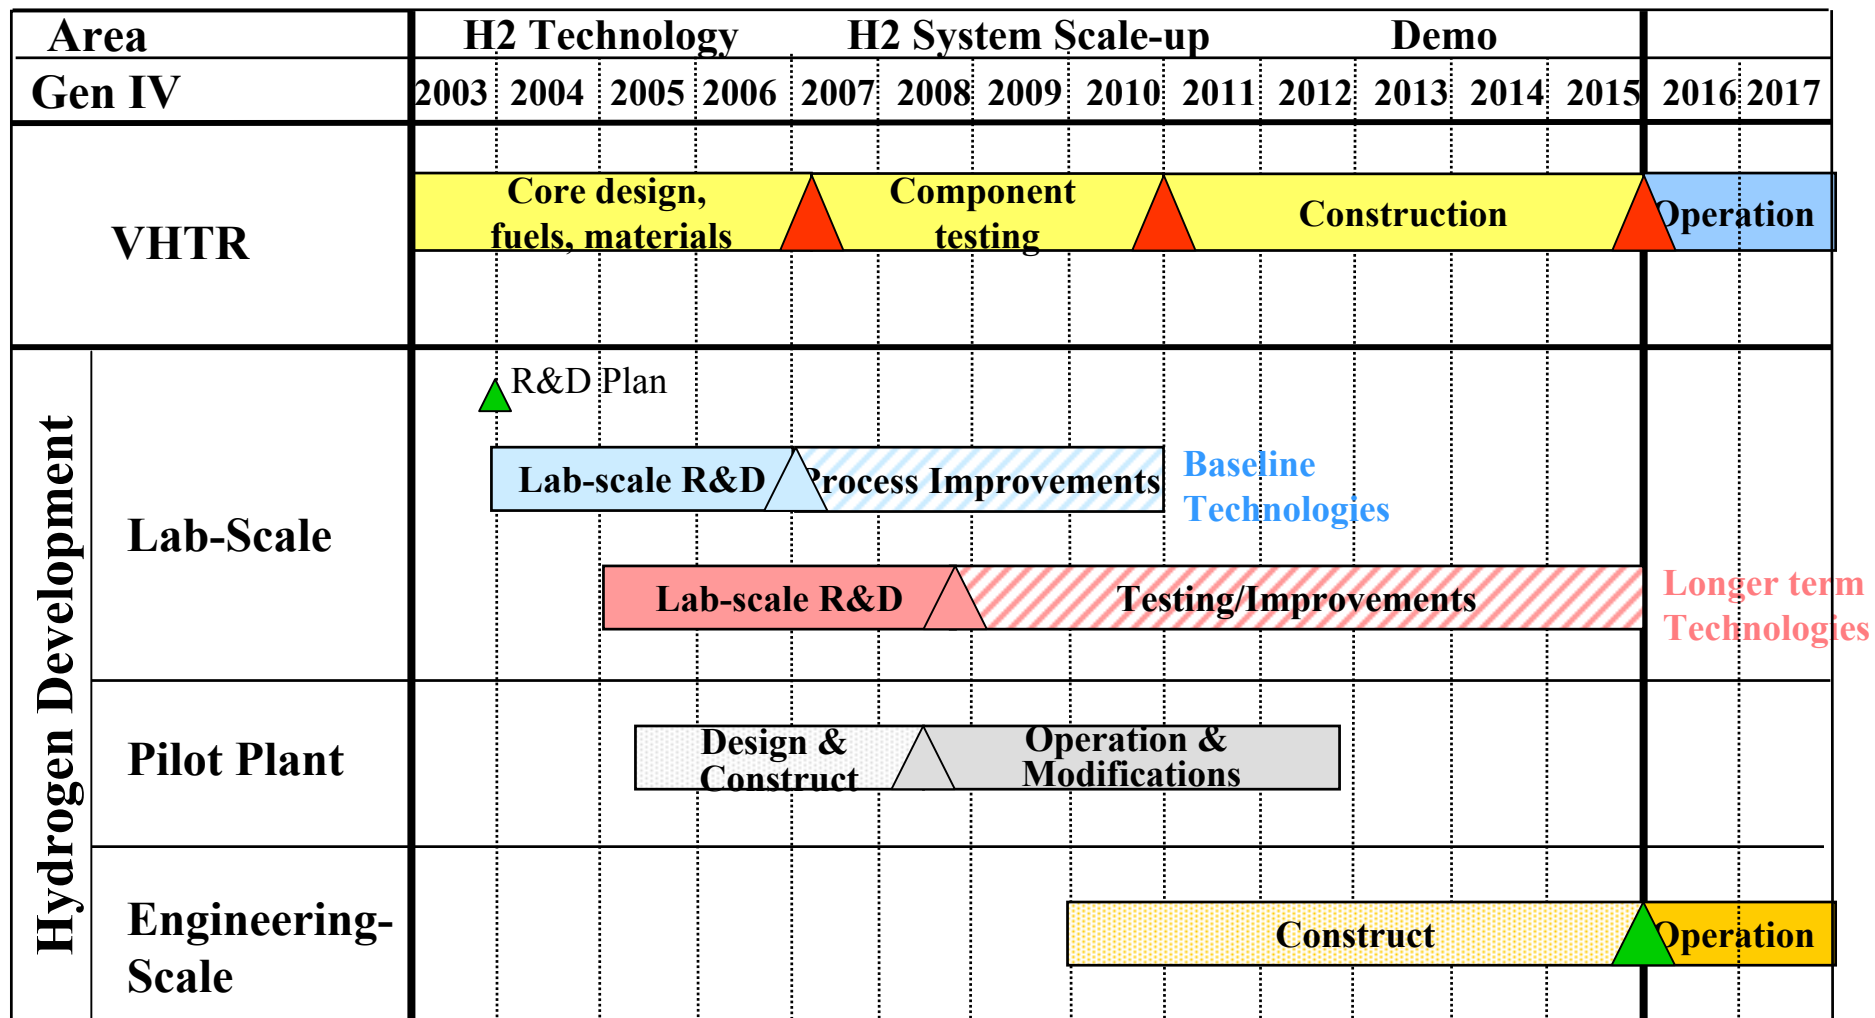 Area H2 Technology H2 System Scale-up Demo
Gen IV 2003 2004 2005 2006 2007 2008 2009 2010 2011 2012 2013 2014 2015 2016 2017
VHTR
Core design,
fuels, materials
Component
testing
Construction
Operation
Hydrogen Development
Lab-Scale
R&D Plan
Lab-scale R&D
Process Improvements
Baseline
Technologies
Lab-scale R&D
Testing/Improvements
Longer term
Technologies
Pilot Plant
Design &
Construct
Operation &
Modifications
Engineering-
Scale
Construct
Operation